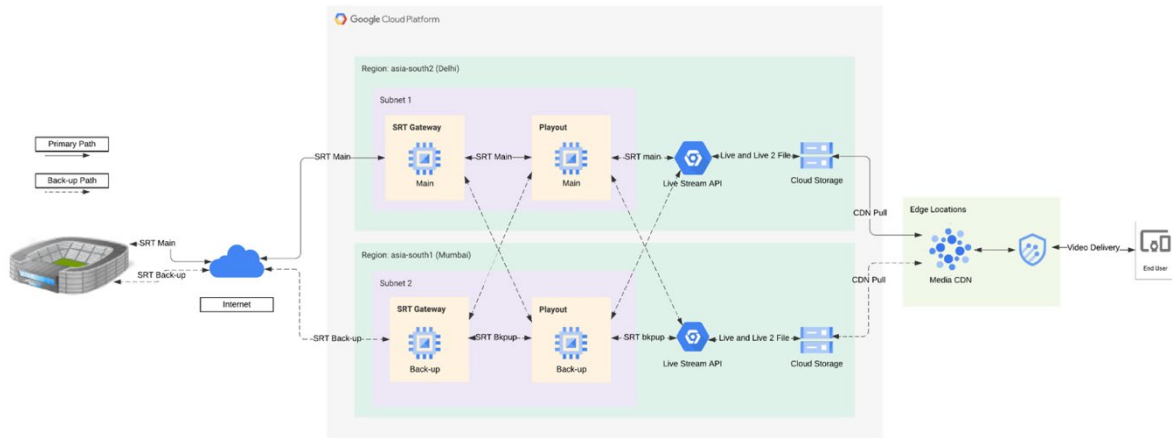 Google Cloud Platform
Region: asia-south2 (Delhi)
Subnet 1
SRT Gateway
Main
Playout
Main
SRT Main
SRT Main
SRT main
Live Stream API
Live and Live 2 File
Cloud Storage
Primary Path
Back-up Path
SRT Main
SRT Back-up
Internet
CDN Pull
Edge Locations
Media CDN
Video Delivery
End User
Region: asia-south1 (Mumbai)
Subnet 2
SRT Gateway
Back-up
Playout
Back-up
SRT Back-up
SRT Bkpup
SRT bkpup
Live Stream API
Live and Live 2 File
Cloud Storage
CDN Pull